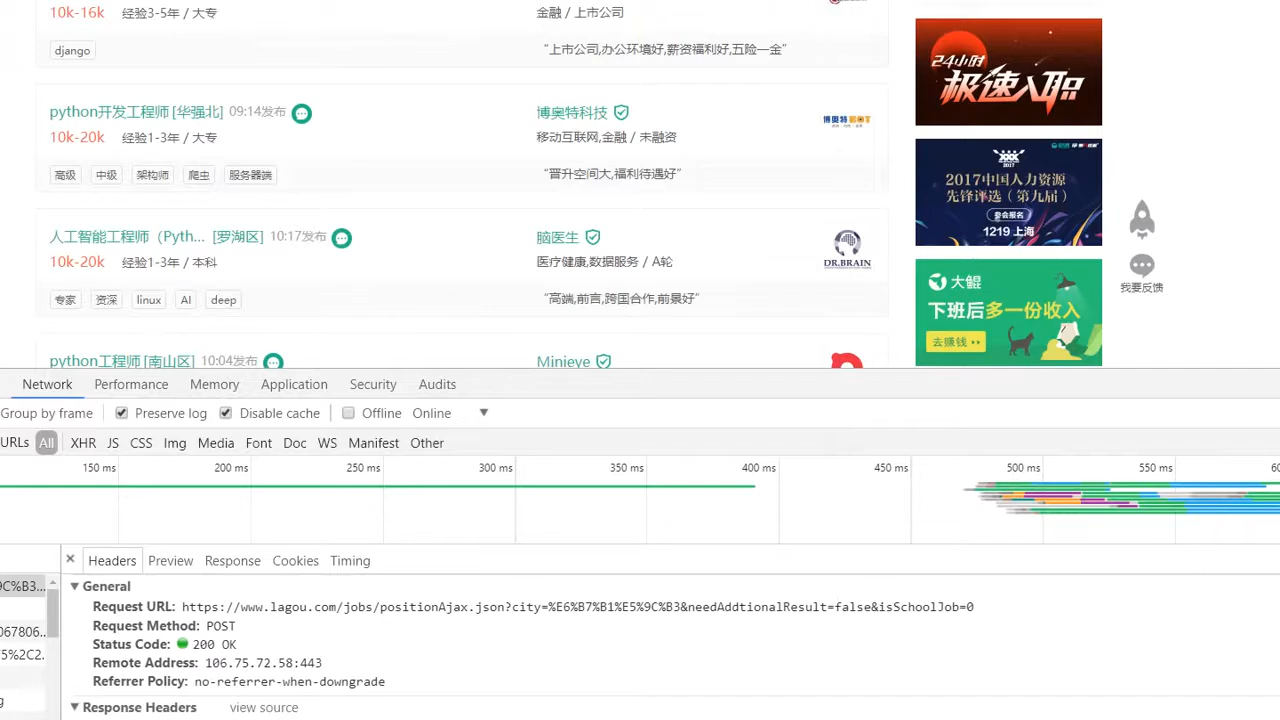 10k-16k 经验3-5年 / 大专
金融 / 上市公司
django
“上市公司,办公环境好,薪资福利好,五险一金”
python开发工程师 [华强北] 09:14发布
博奥特科技
10k-20k 经验1-3年 / 大专
移动互联网,金融 / 未融资
高级 中级 架构师 爬虫 服务器端
“晋升空间大,福利待遇好”
博奥特 BOT
人工智能工程师（Pyth... [罗湖区] 10:17发布
脑医生
10k-20k 经验1-3年 / 本科
医疗健康,数据服务 / A轮
专家 资深 linux AI deep
“高端,前言,跨国合作,前景好”
DR.BRAIN
python工程师 [南山区] 10:04发布
Minieye
24小时
极速入职
2017
2017中国人力资源
先锋评选（第九届）
参会报名
1219 上海
大鲲
下班后多一份收入
去赚钱
我要反馈
Network Performance Memory Application Security Audits
Group by frame Preserve log Disable cache Offline Online
URLs All XHR JS CSS Img Media Font Doc WS Manifest Other
150 ms 200 ms 250 ms 300 ms 350 ms 400 ms 450 ms 500 ms 550 ms 60
Headers Preview Response Cookies Timing
9C%B3...
067806...
5%2C2...
g
General
Request URL: https://www.lagou.com/jobs/positionAjax.json?city=%E6%B7%B1%E5%9C%B3&needAddtionalResult=false&isSchoolJob=0
Request Method: POST
Status Code: 200 OK
Remote Address: 106.75.72.58:443
Referrer Policy: no-referrer-when-downgrade
Response Headers view source